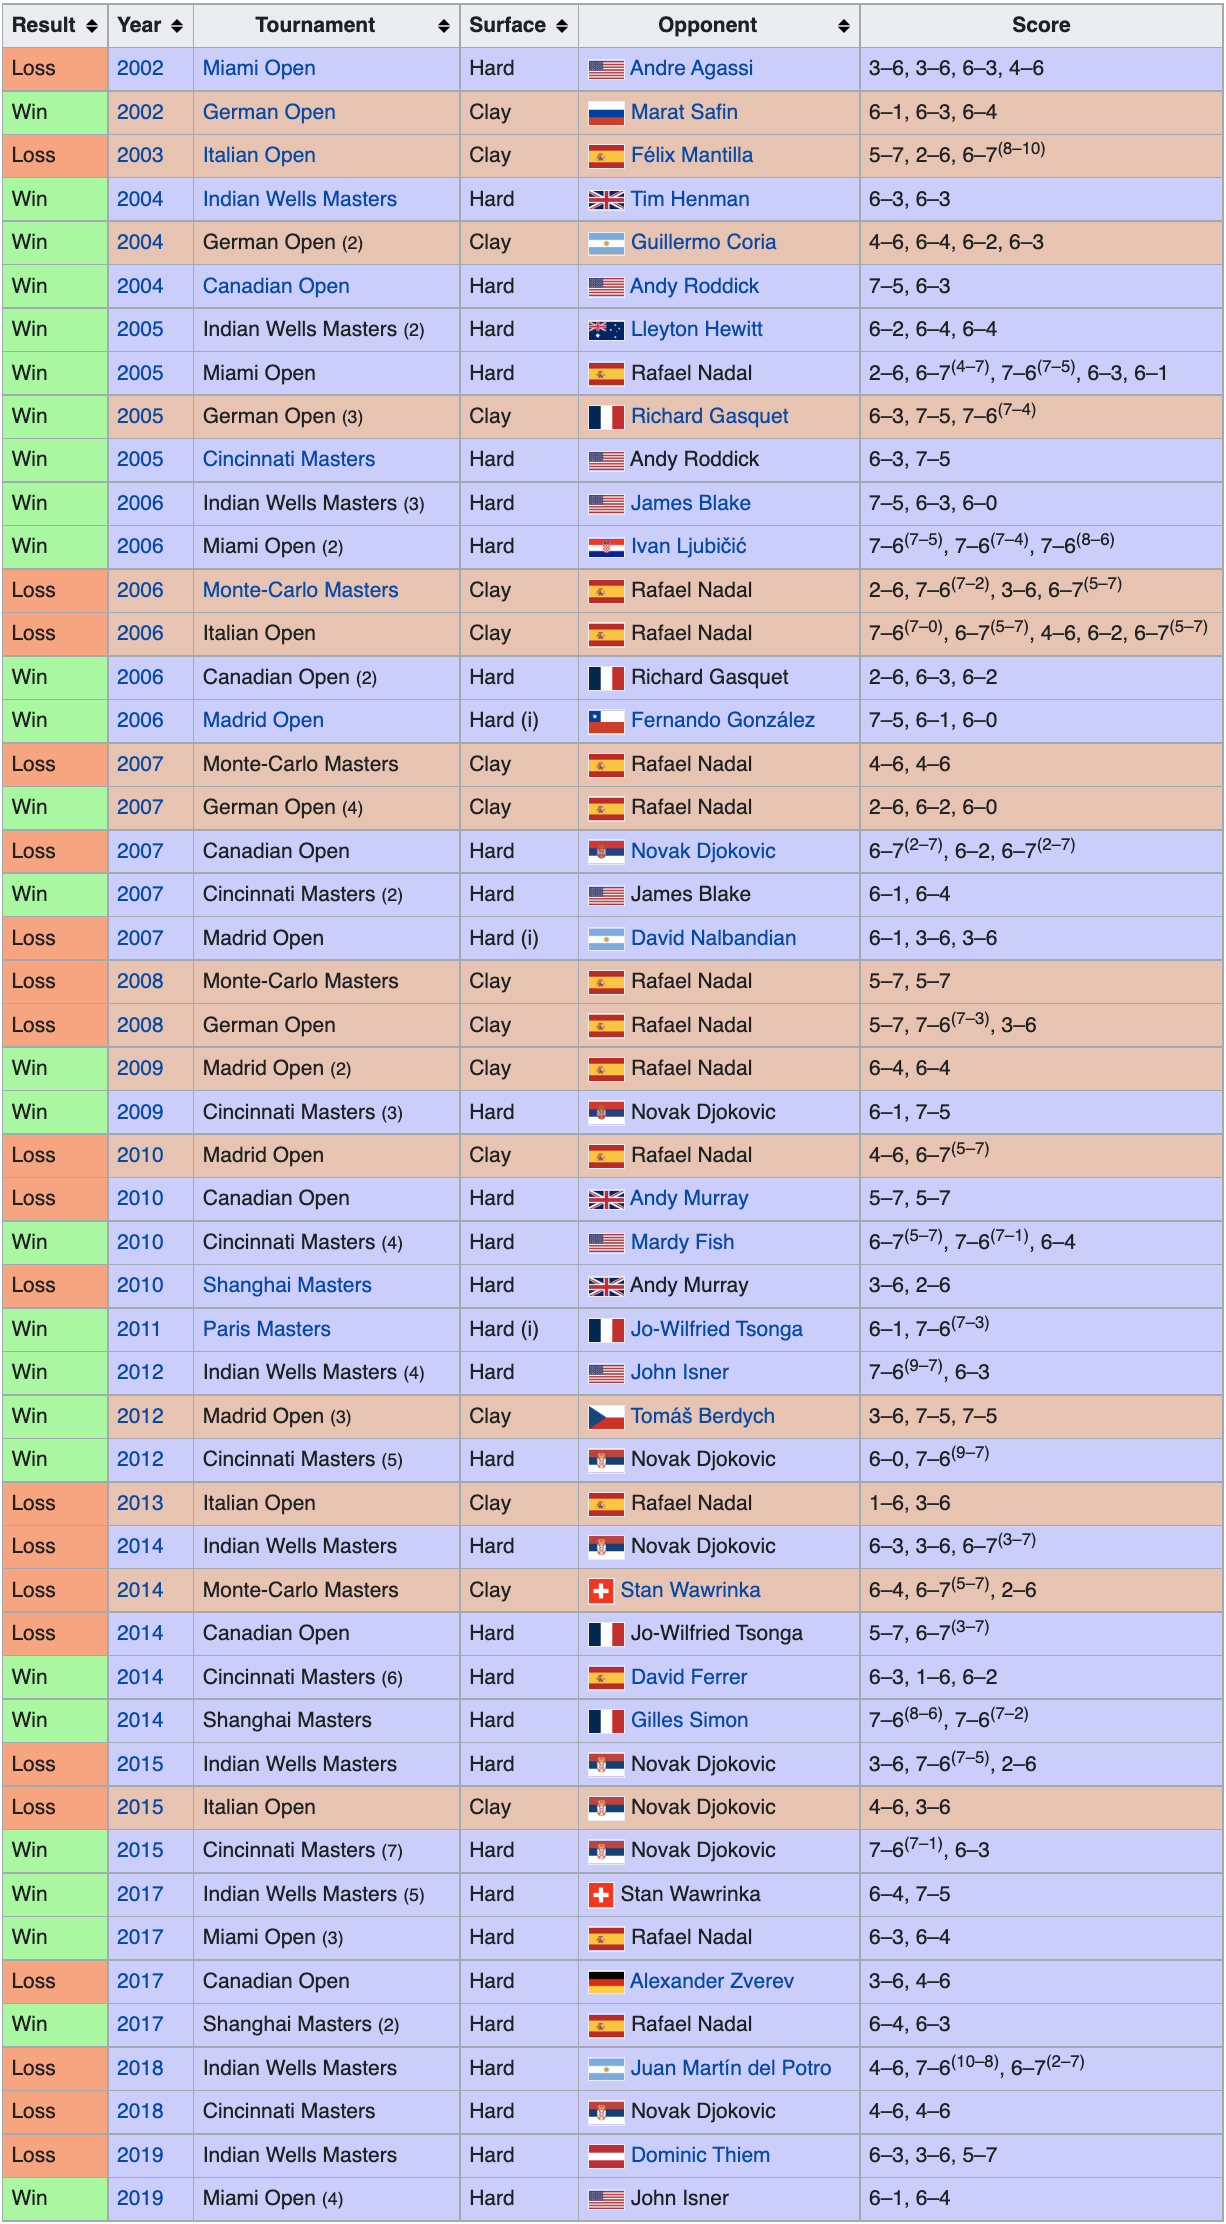 Result Year Tournament Surface Opponent Score
Loss 2002 Miami Open Hard Andre Agassi 3–6, 3–6, 6–3, 4–6
Win 2002 German Open Clay Marat Safin 6–1, 6–3, 6–4
Loss 2003 Italian Open Clay Félix Mantilla 5–7, 2–6, 6–7(8–10)
Win 2004 Indian Wells Masters Hard Tim Henman 6–3, 6–3
Win 2004 German Open (2) Clay Guillermo Coria 4–6, 6–4, 6–2, 6–3
Win 2004 Canadian Open Hard Andy Roddick 7–5, 6–3
Win 2005 Indian Wells Masters (2) Hard Lleyton Hewitt 6–2, 6–4, 6–4
Win 2005 Miami Open Hard Rafael Nadal 2–6, 6–7(4–7), 7–6(7–5), 6–3, 6–1
Win 2005 German Open (3) Clay Richard Gasquet 6–3, 7–5, 7–6(7–4)
Win 2005 Cincinnati Masters Hard Andy Roddick 6–3, 7–5
Win 2006 Indian Wells Masters (3) Hard James Blake 7–5, 6–3, 6–0
Win 2006 Miami Open (2) Hard Ivan Ljubičić 7–6(7–5), 7–6(7–4), 7–6(8–6)
Loss 2006 Monte-Carlo Masters Clay Rafael Nadal 2–6, 7–6(7–2), 3–6, 6–7(5–7)
Loss 2006 Italian Open Clay Rafael Nadal 7–6(7–0), 6–7(5–7), 4–6, 6–2, 6–7(5–7)
Win 2006 Canadian Open (2) Hard Richard Gasquet 2–6, 6–3, 6–2
Win 2006 Madrid Open Hard (i) Fernando González 7–5, 6–1, 6–0
Loss 2007 Monte-Carlo Masters Clay Rafael Nadal 4–6, 4–6
Win 2007 German Open (4) Clay Rafael Nadal 2–6, 6–2, 6–0
Loss 2007 Canadian Open Hard Novak Djokovic 6–7(2–7), 6–2, 6–7(2–7)
Win 2007 Cincinnati Masters (2) Hard James Blake 6–1, 6–4
Loss 2007 Madrid Open Hard (i) David Nalbandian 6–1, 3–6, 3–6
Loss 2008 Monte-Carlo Masters Clay Rafael Nadal 5–7, 5–7
Loss 2008 German Open Clay Rafael Nadal 5–7, 7–6(7–3), 3–6
Win 2009 Madrid Open (2) Clay Rafael Nadal 6–4, 6–4
Win 2009 Cincinnati Masters (3) Hard Novak Djokovic 6–1, 7–5
Loss 2010 Madrid Open Clay Rafael Nadal 4–6, 6–7(5–7)
Loss 2010 Canadian Open Hard Andy Murray 5–7, 5–7
Win 2010 Cincinnati Masters (4) Hard Mardy Fish 6–7(5–7), 7–6(7–1), 6–4
Loss 2010 Shanghai Masters Hard Andy Murray 3–6, 2–6
Win 2011 Paris Masters Hard (i) Jo-Wilfried Tsonga 6–1, 7–6(7–3)
Win 2012 Indian Wells Masters (4) Hard John Isner 7–6(9–7), 6–3
Win 2012 Madrid Open (3) Clay Tomáš Berdych 3–6, 7–5, 7–5
Win 2012 Cincinnati Masters (5) Hard Novak Djokovic 6–0, 7–6(9–7)
Loss 2013 Italian Open Clay Rafael Nadal 1–6, 3–6
Loss 2014 Indian Wells Masters Hard Novak Djokovic 6–3, 3–6, 6–7(3–7)
Loss 2014 Monte-Carlo Masters Clay Stan Wawrinka 6–4, 6–7(5–7), 2–6
Loss 2014 Canadian Open Hard Jo-Wilfried Tsonga 5–7, 6–7(3–7)
Win 2014 Cincinnati Masters (6) Hard David Ferrer 6–3, 1–6, 6–2
Win 2014 Shanghai Masters Hard Gilles Simon 7–6(8–6), 7–6(7–2)
Loss 2015 Indian Wells Masters Hard Novak Djokovic 3–6, 7–6(7–5), 2–6
Loss 2015 Italian Open Clay Novak Djokovic 4–6, 3–6
Win 2015 Cincinnati Masters (7) Hard Novak Djokovic 7–6(7–1), 6–3
Win 2017 Indian Wells Masters (5) Hard Stan Wawrinka 6–4, 7–5
Win 2017 Miami Open (3) Hard Rafael Nadal 6–3, 6–4
Loss 2017 Canadian Open Hard Alexander Zverev 3–6, 4–6
Win 2017 Shanghai Masters (2) Hard Rafael Nadal 6–4, 6–3
Loss 2018 Indian Wells Masters Hard Juan Martín del Potro 4–6, 7–6(10–8), 6–7(2–7)
Loss 2018 Cincinnati Masters Hard Novak Djokovic 4–6, 4–6
Loss 2019 Indian Wells Masters Hard Dominic Thiem 6–3, 3–6, 5–7
Win 2019 Miami Open (4) Hard John Isner 6–1, 6–4